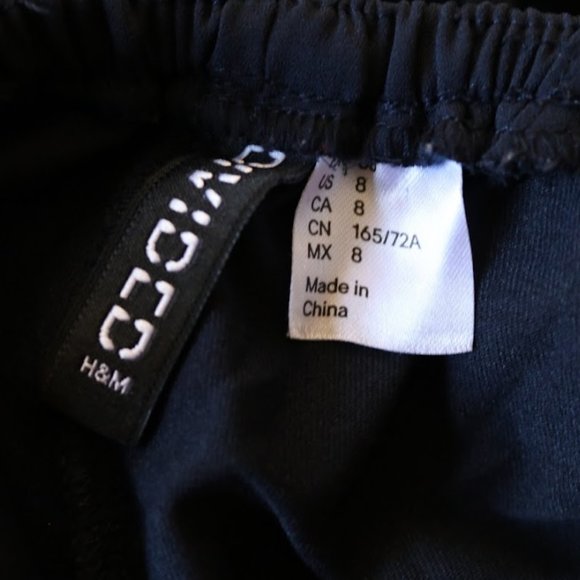 DIVIDED
H&M
US 8
CA 8
CN 165/72A
MX 8
Made in
China